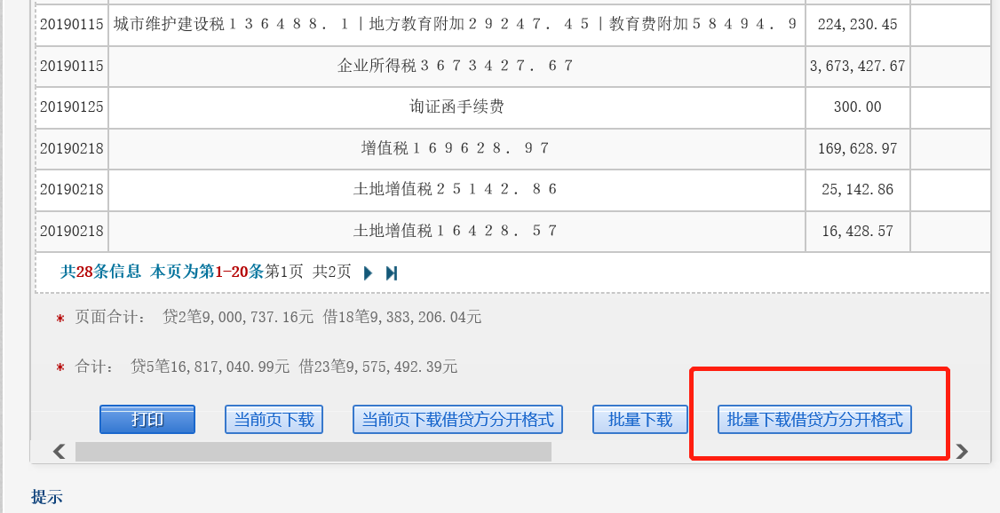 20190115 城市维护建设税１３６４８８．１｜地方教育附加２９２４７．４５｜教育费附加５８４９４．９ 224,230.45
20190115 企业所得税３６７３４２７．６７ 3,673,427.67
20190125 询证函手续费 300.00
20190218 增值税１６９６２８．９７ 169,628.97
20190218 土地增值税２５１４２．８６ 25,142.86
20190218 土地增值税１６４２８．５７ 16,428.57
共28条信息 本页为第1-20条第1页 共2页
* 页面合计： 贷2笔9,000,737.16元 借18笔9,383,206.04元
* 合计： 贷5笔16,817,040.99元 借23笔9,575,492.39元
打印 当前页下载 当前页下载借贷方分开格式 批量下载 批量下载借贷方分开格式
提示